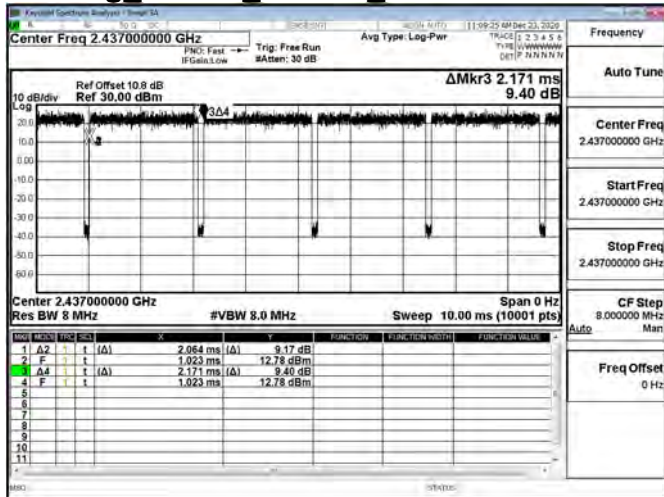 Keysight Spectrum Analyzer - Swept SA
11:09:25 AM Dec 23, 2020
Center Freq 2.437000000 GHz
PNO: Fast
IFGain:Low
Trig: Free Run
#Atten: 30 dB
Avg Type: Log-Pwr
TRACE 1 2 3 4 5 6
TYPE
DET P NNNNN
Ref Offset 10.8 dB
10 dB/div
Ref 30.00 dBm
Log
ΔMkr3 2.171 ms
9.40 dB
3Δ4
20.0
10.0
0.00
-10.0
-20.0
-30.0
-40.0
-50.0
-60.0
Center 2.437000000 GHz
Span 0 Hz
Res BW 8 MHz
#VBW 8.0 MHz
Sweep 10.00 ms (10001 pts)
MKR MODE TRC SCL X Y FUNCTION FUNCTION WIDTH FUNCTION VALUE
1 Δ2 1 t (Δ) 2.064 ms (Δ) 9.17 dB
2 F 1 t 1.023 ms 12.78 dBm
3 Δ4 1 t (Δ) 2.171 ms (Δ) 9.40 dB
4 F 1 t 1.023 ms 12.78 dBm
5
6
7
8
9
10
11
MSG
STATUS
Frequency
Auto Tune
Center Freq
2.437000000 GHz
Start Freq
2.437000000 GHz
Stop Freq
2.437000000 GHz
CF Step
8.000000 MHz
Auto Man
Freq Offset
0 Hz